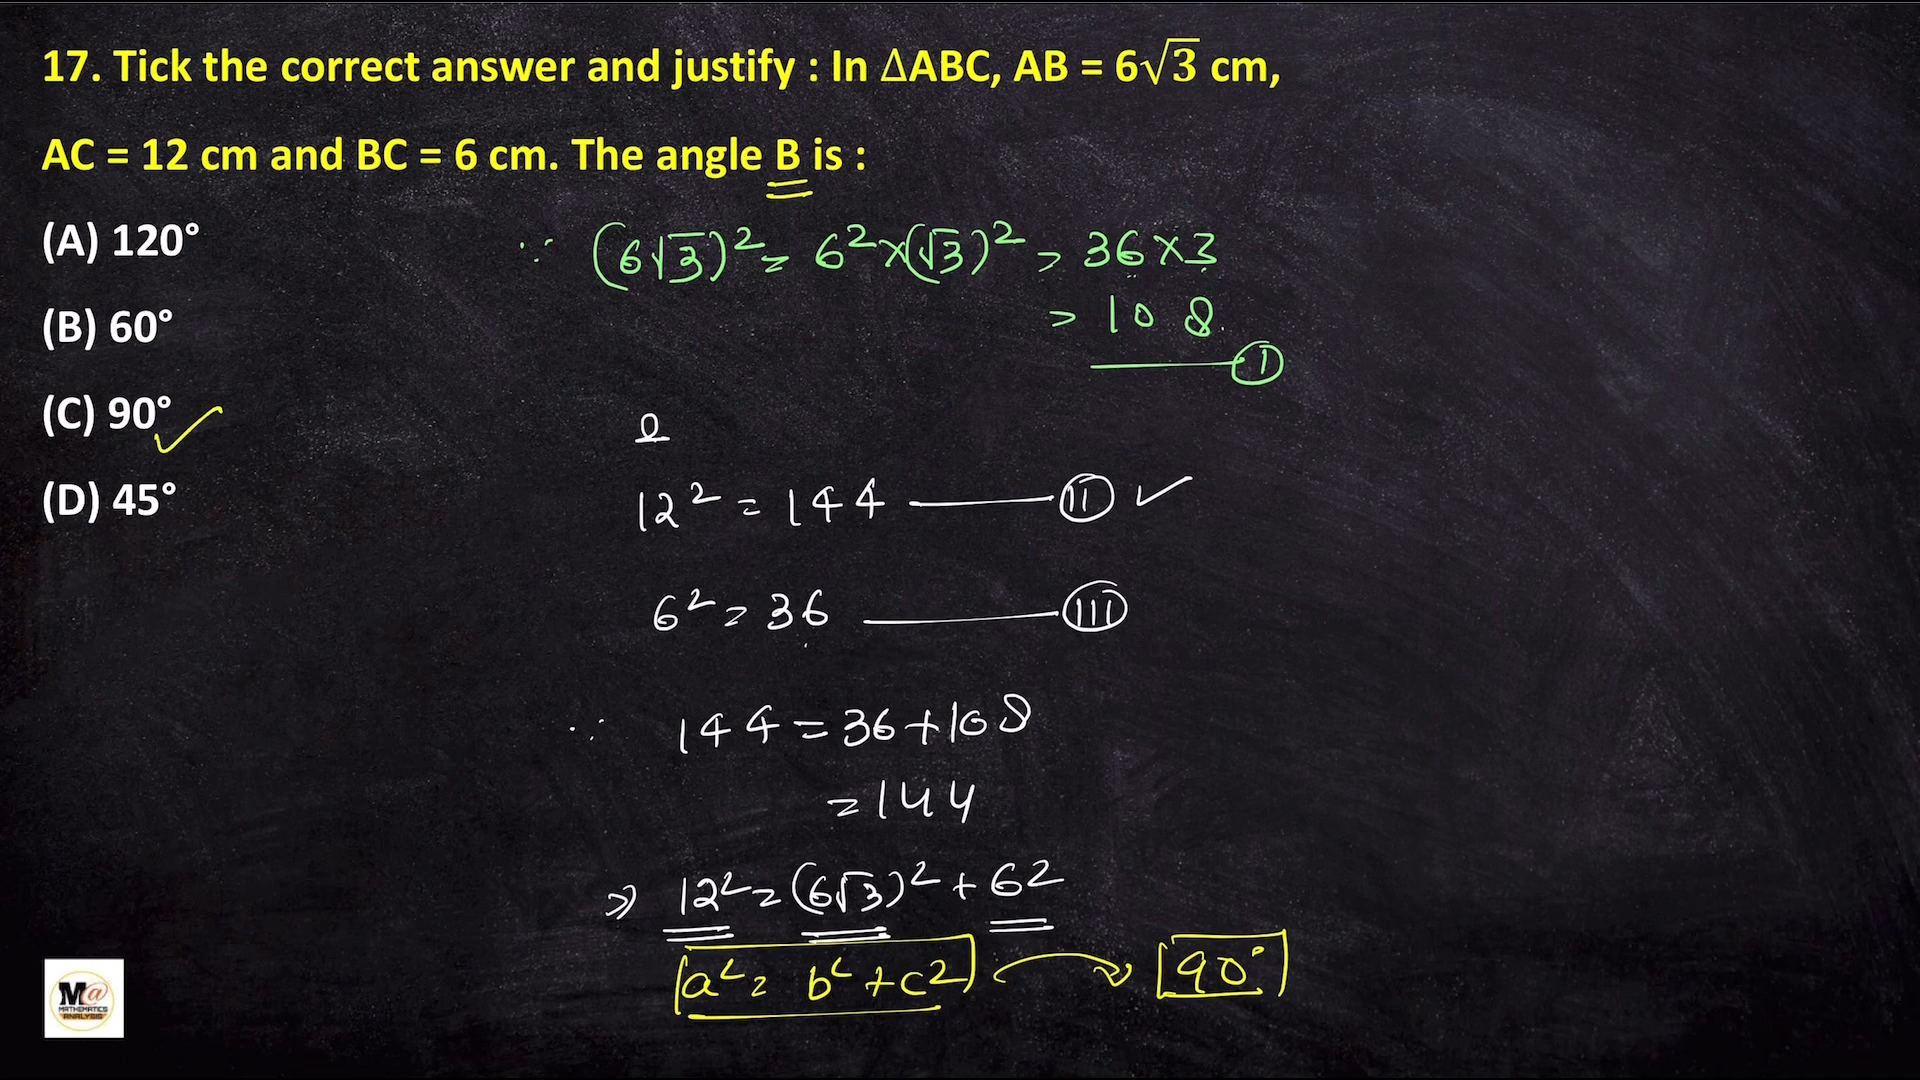 17. Tick the correct answer and justify : In ΔABC, AB = 6√3 cm,
AC = 12 cm and BC = 6 cm. The angle B is :
(A) 120°
(B) 60°
(C) 90° ✓
(D) 45°
∵ (6√3)² = 6² × (√3)² = 36 × 3
= 108
——— (I)
12² = 144 ——— (II) ✓
6² = 36 ——— (III)
∵ 144 = 36 + 108
= 144
⇒ 12² = (6√3)² + 6²
a² = b² + c² → 90°
M@
MATHEMATICS
ANALYSIS